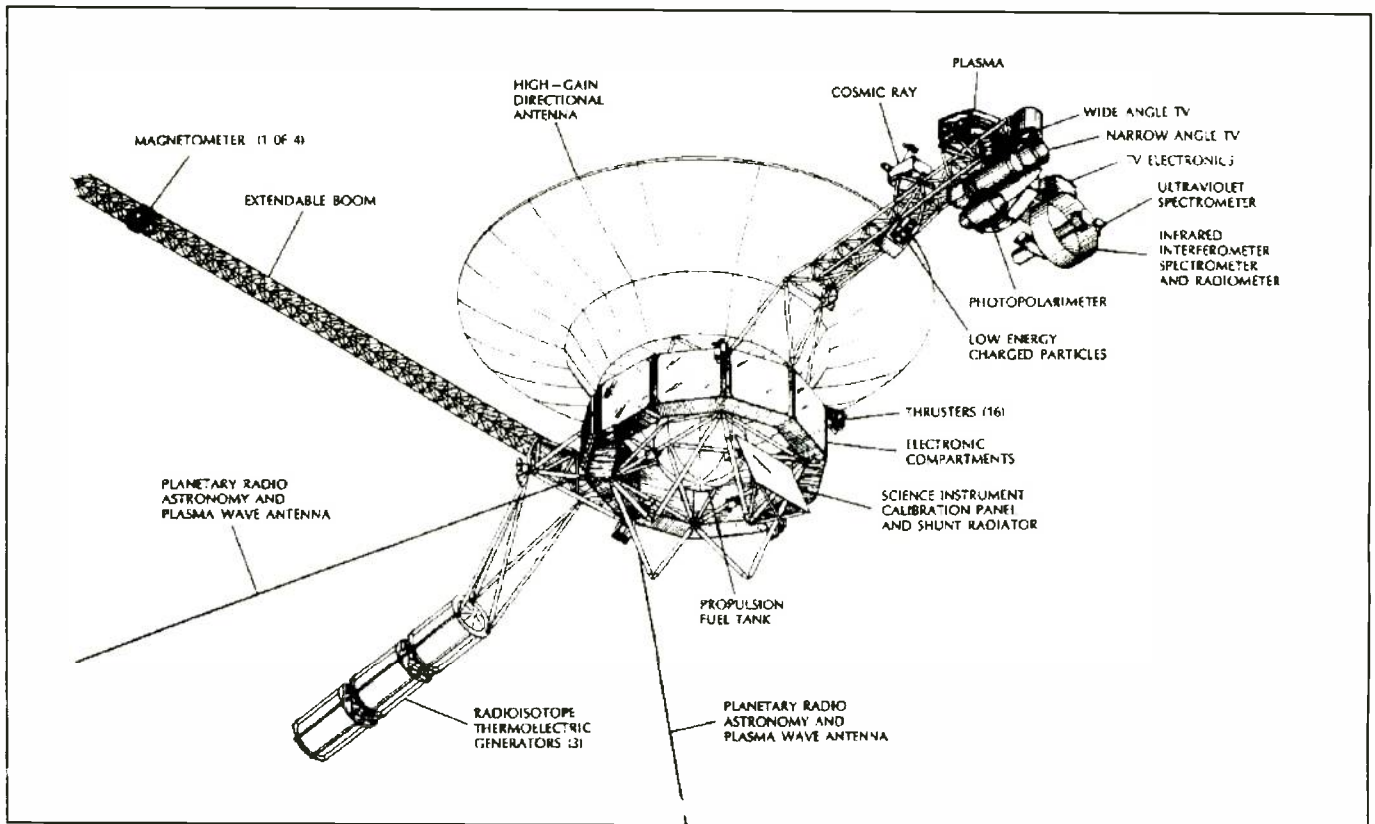 PLASMA
HIGH-GAIN
DIRECTIONAL
ANTENNA
COSMIC RAY
WIDE ANGLE TV
MAGNETOMETER (1 OF 4)
NARROW ANGLE TV
TV ELECTRONICS
EXTENDABLE BOOM
ULTRAVIOLET
SPECTROMETER
INFRARED
INTERFEROMETER
SPECTROMETER
AND RADIOMETER
PHOTOPOLARIMETER
LOW ENERGY
CHARGED PARTICLES
THRUSTERS (16)
ELECTRONIC
COMPARTMENTS
PLANETARY RADIO
ASTRONOMY AND
PLASMA WAVE ANTENNA
SCIENCE INSTRUMENT
CALIBRATION PANEL
AND SHUNT RADIATOR
PROPULSION
FUEL TANK
RADIOISOTOPE
THERMOELECTRIC
GENERATORS (3)
PLANETARY RADIO
ASTRONOMY AND
PLASMA WAVE ANTENNA